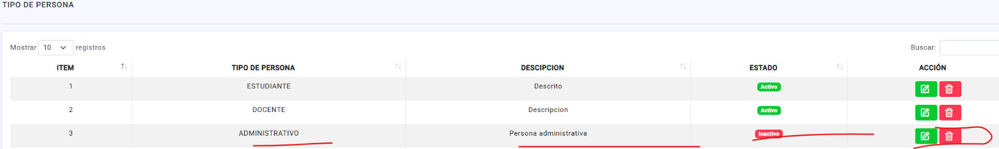 TIPO DE PERSONA
Mostrar 10 registros Buscar:
ITEM TIPO DE PERSONA DESCIPCION ESTADO ACCIÓN
1 ESTUDIANTE Descrito Activo
2 DOCENTE Descripcion Activo
3 ADMINISTRATIVO Persona administrativa Inactivo